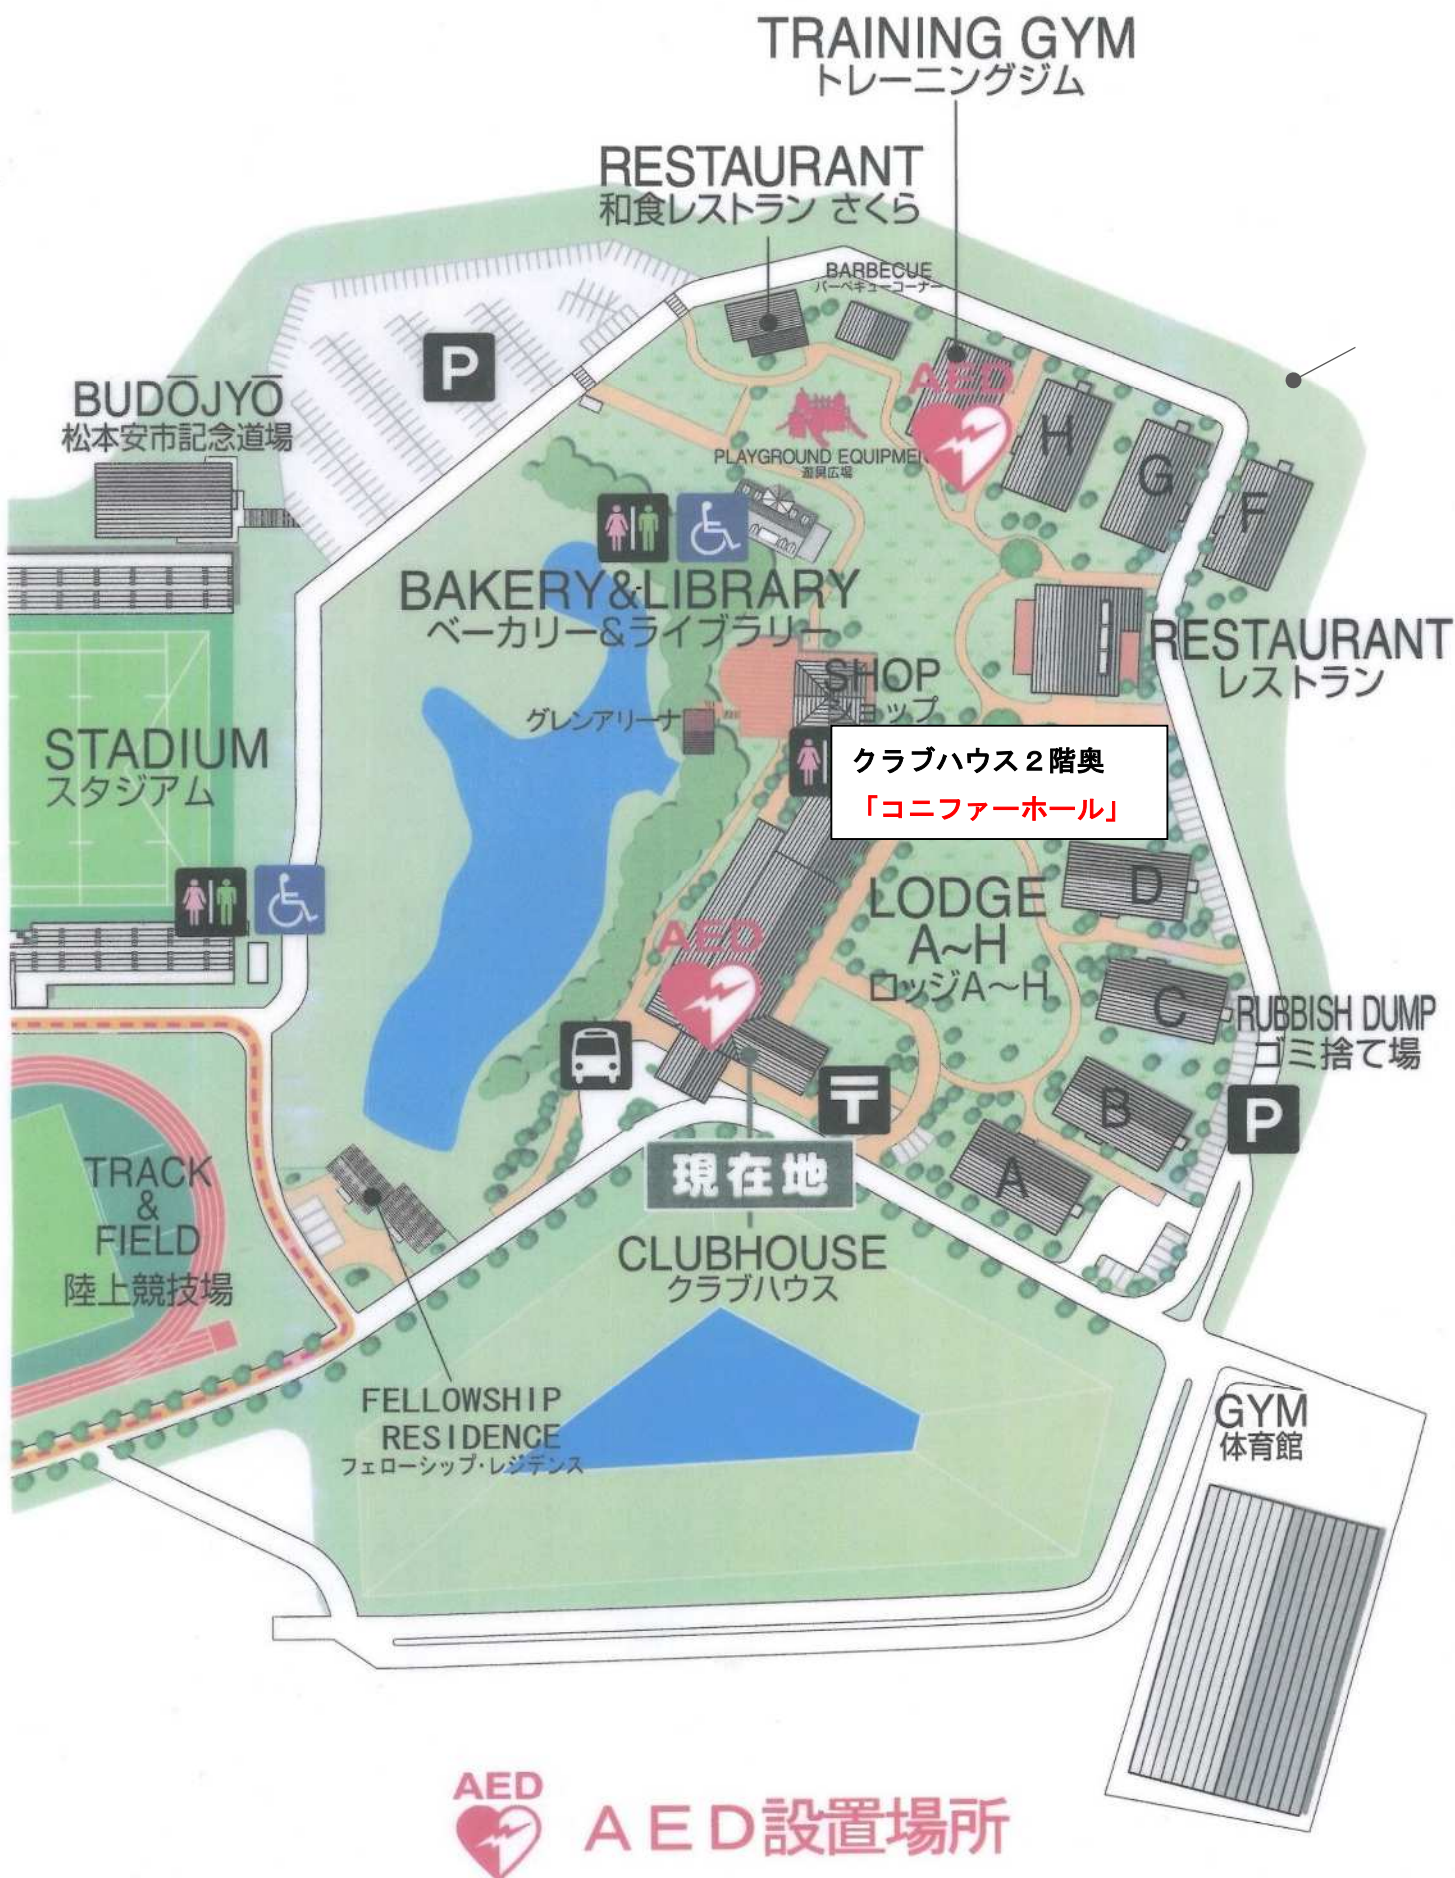 TRAINING GYM
トレーニングジム
RESTAURANT
和食レストラン さくら
BARBECUE
バーベキューコーナー
P
BUDŌJYŌ
松本安市記念道場
AED
H
G
F
PLAYGROUND EQUIPMEN
遊具広場
BAKERY&LIBRARY
ベーカリー&ライブラリー
RESTAURANT
レストラン
SHOP
ョップ
グレンアリーナ
STADIUM
スタジアム
クラブハウス２階奥
「コニファーホール」
D
LODGE
A~H
ロッジA~H
AED
C
RUBBISH DUMP
ゴミ捨て場
B
P
〒
A
現在地
TRACK
&
FIELD
陸上競技場
CLUBHOUSE
クラブハウス
FELLOWSHIP
RESIDENCE
フェローシップ・レジデンス
GYM
体育館
AED
ＡＥＤ設置場所